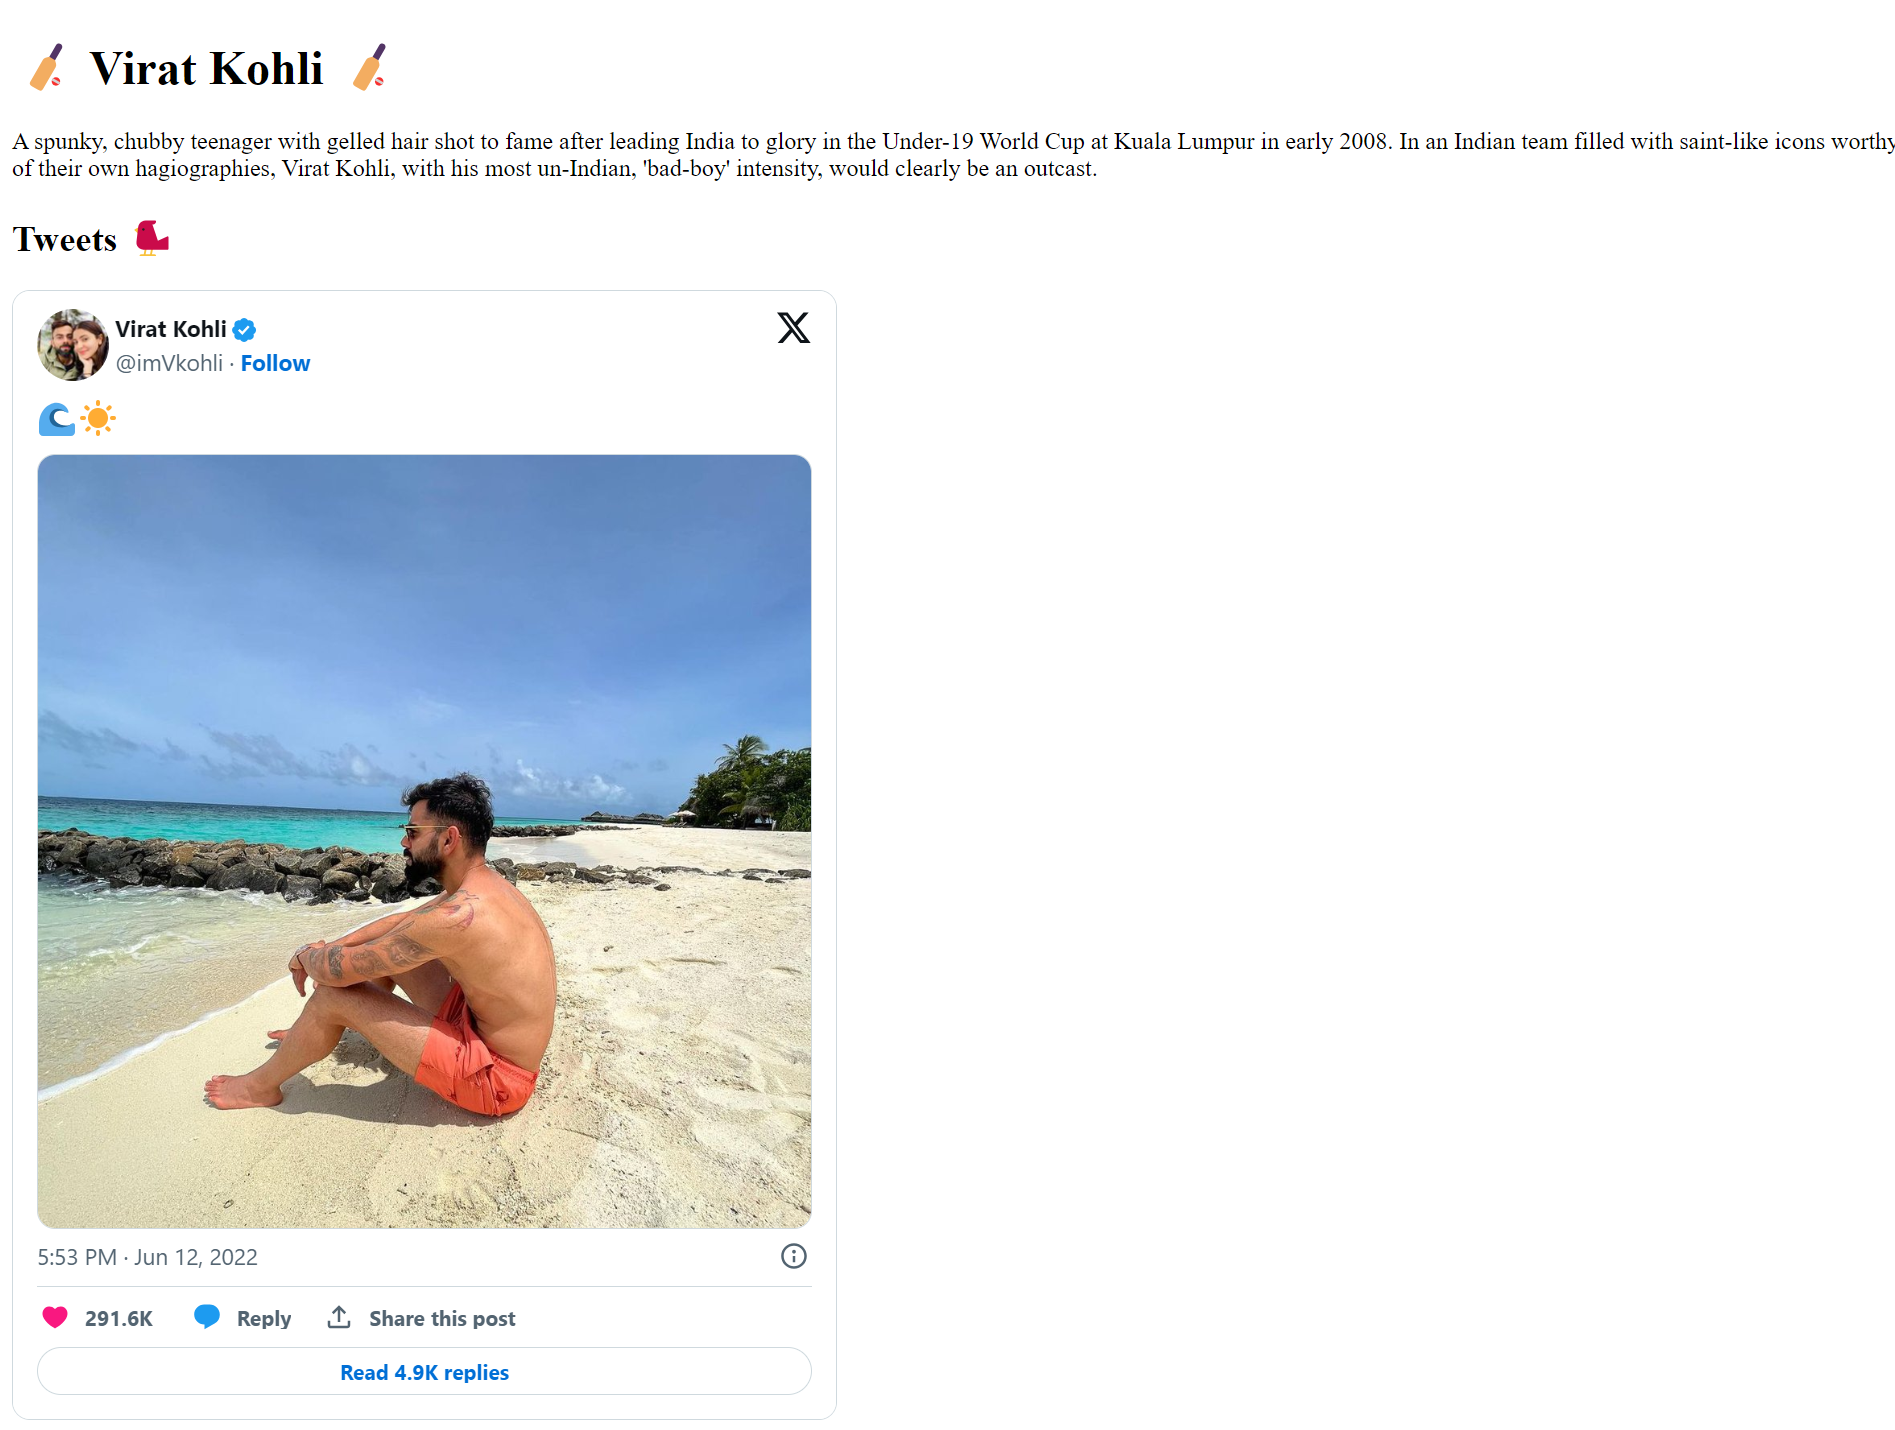 Virat Kohli
A spunky, chubby teenager with gelled hair shot to fame after leading India to glory in the Under-19 World Cup at Kuala Lumpur in early 2008. In an Indian team filled with saint-like icons worthy
of their own hagiographies, Virat Kohli, with his most un-Indian, 'bad-boy' intensity, would clearly be an outcast.
Tweets
Virat Kohli
@imVkohli · Follow
5:53 PM · Jun 12, 2022
291.6K Reply Share this post
Read 4.9K replies